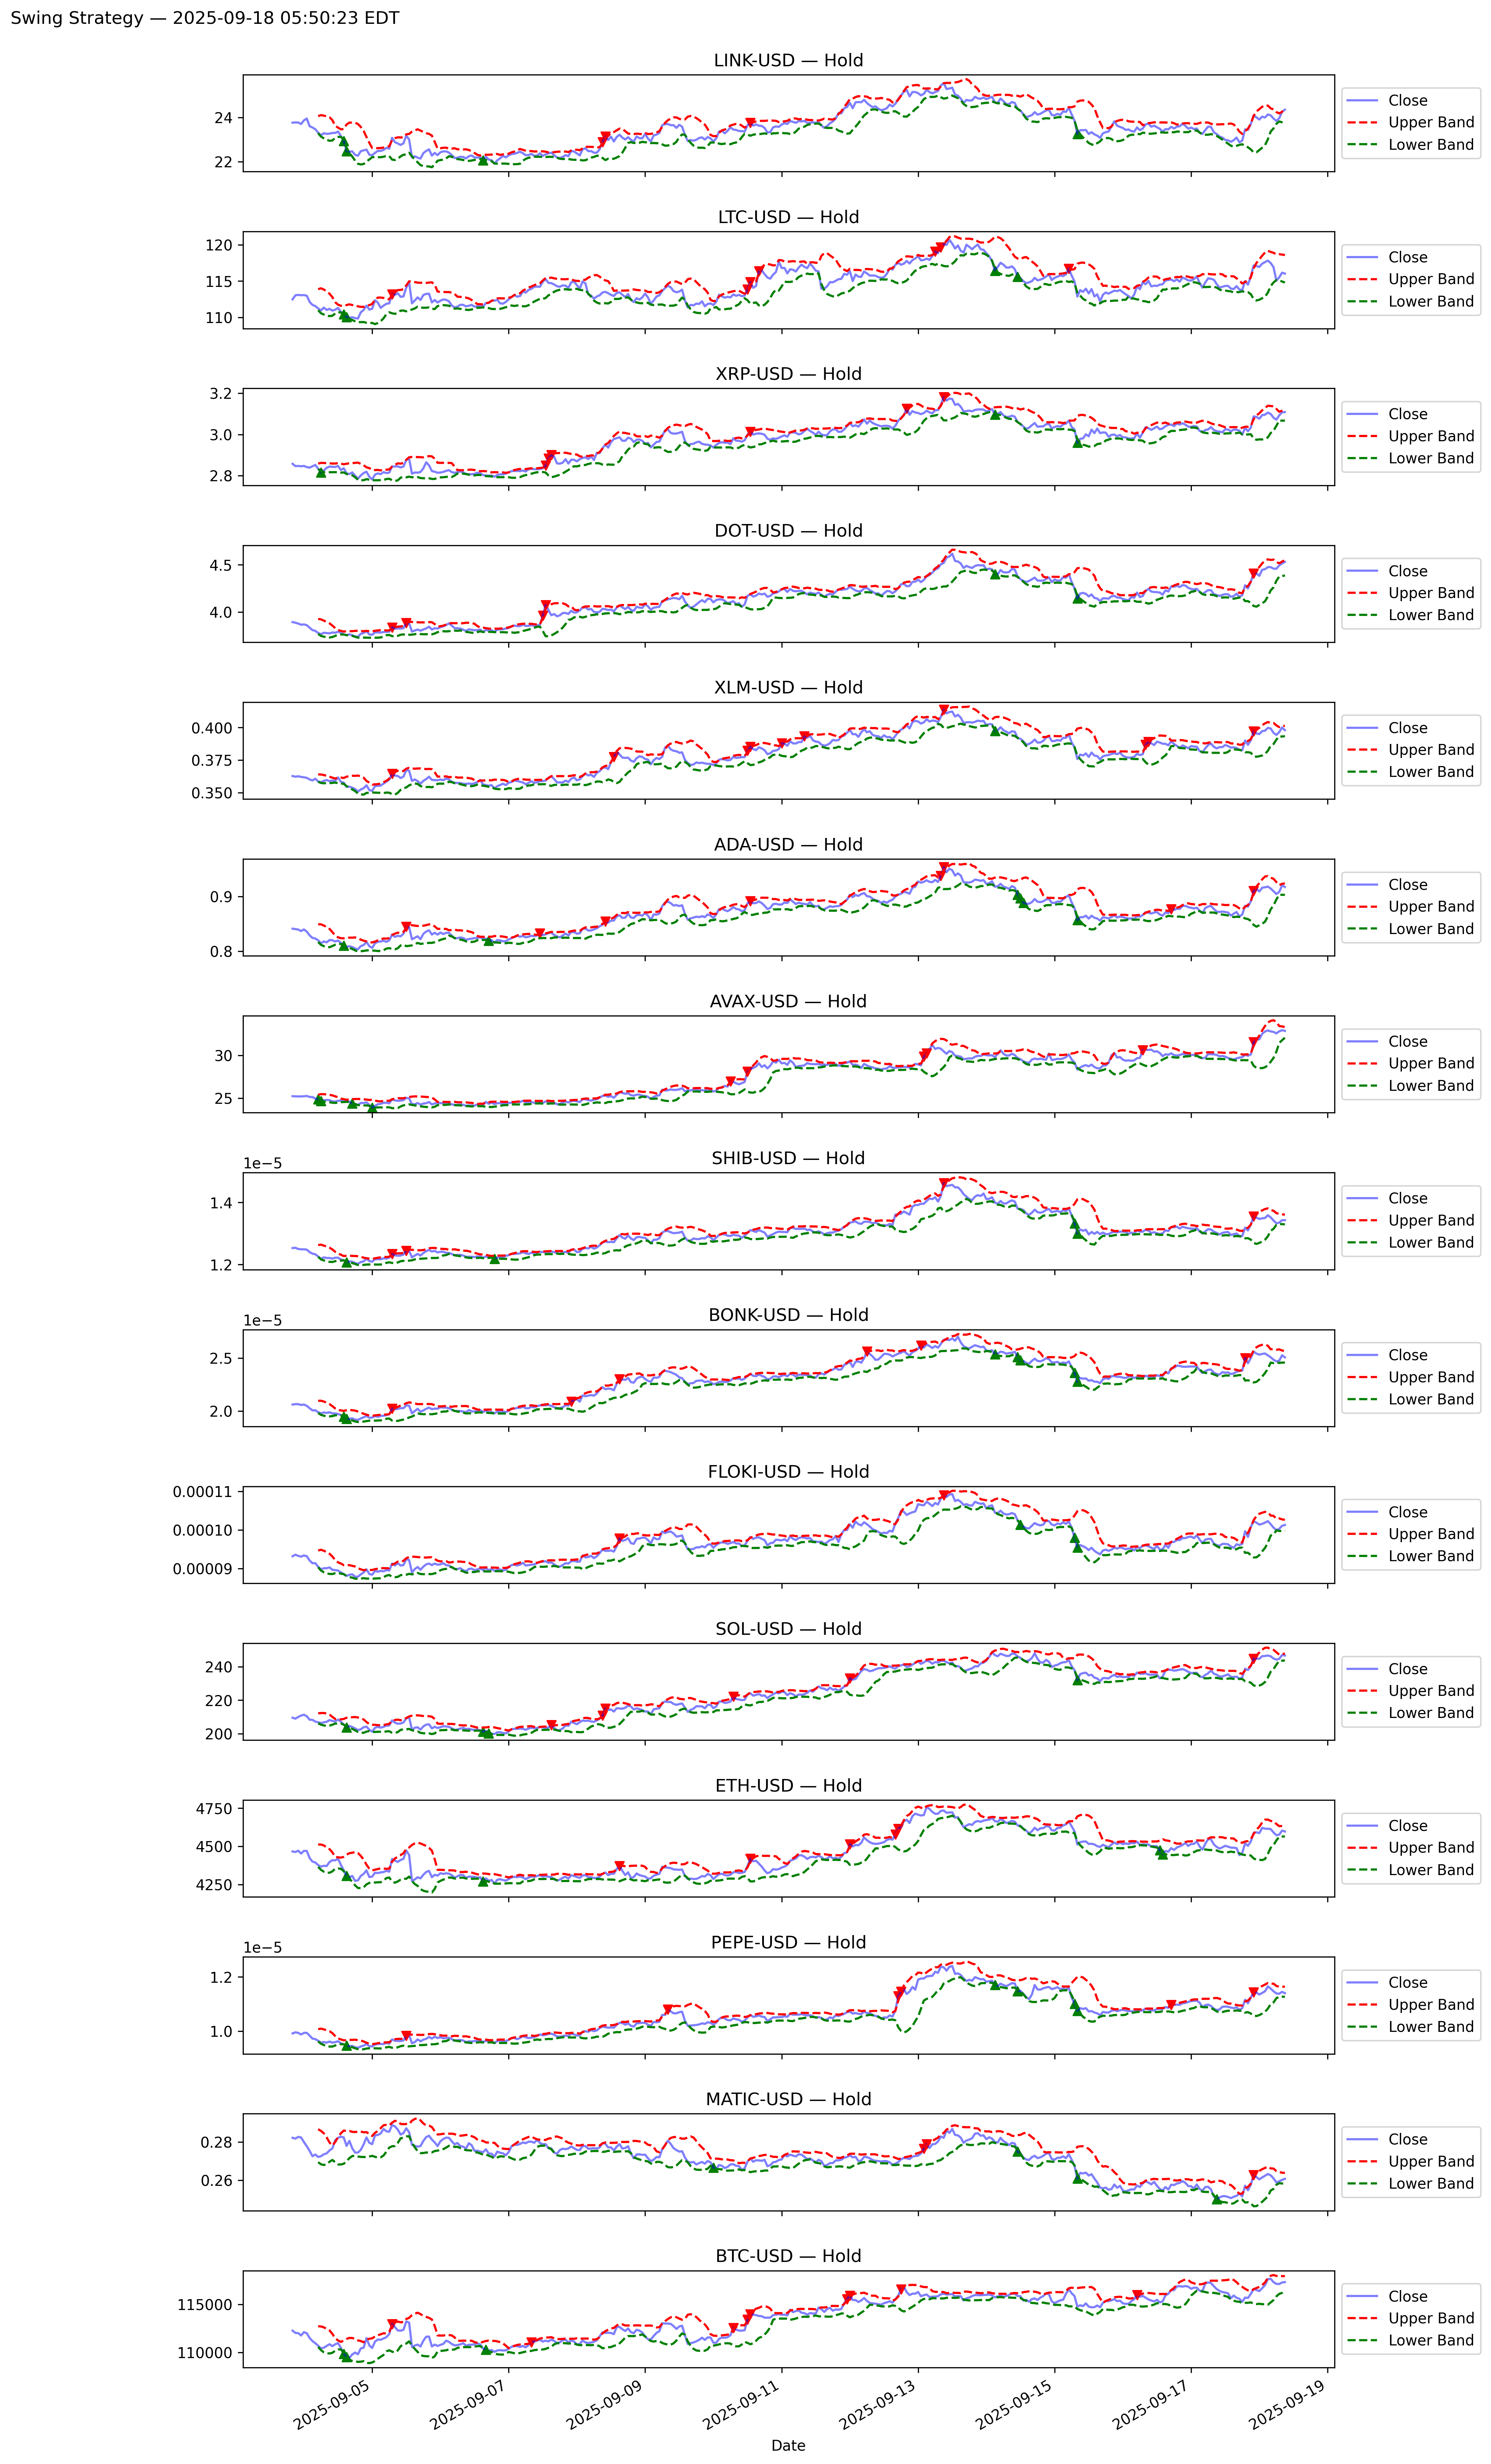 Swing Strategy — 2025-09-18 05:50:23 EDT
LINK-USD — Hold
24
22
Close
Upper Band
Lower Band
LTC-USD — Hold
120
115
110
Close
Upper Band
Lower Band
XRP-USD — Hold
3.2
3.0
2.8
Close
Upper Band
Lower Band
DOT-USD — Hold
4.5
4.0
Close
Upper Band
Lower Band
XLM-USD — Hold
0.400
0.375
0.350
Close
Upper Band
Lower Band
ADA-USD — Hold
0.9
0.8
Close
Upper Band
Lower Band
AVAX-USD — Hold
30
25
Close
Upper Band
Lower Band
SHIB-USD — Hold
1e−5
1.4
1.2
Close
Upper Band
Lower Band
BONK-USD — Hold
1e−5
2.5
2.0
Close
Upper Band
Lower Band
FLOKI-USD — Hold
0.00011
0.00010
0.00009
Close
Upper Band
Lower Band
SOL-USD — Hold
240
220
200
Close
Upper Band
Lower Band
ETH-USD — Hold
4750
4500
4250
Close
Upper Band
Lower Band
PEPE-USD — Hold
1e−5
1.2
1.0
Close
Upper Band
Lower Band
MATIC-USD — Hold
0.28
0.26
Close
Upper Band
Lower Band
BTC-USD — Hold
115000
110000
Close
Upper Band
Lower Band
2025-09-05
2025-09-07
2025-09-09
2025-09-11
2025-09-13
2025-09-15
2025-09-17
2025-09-19
Date